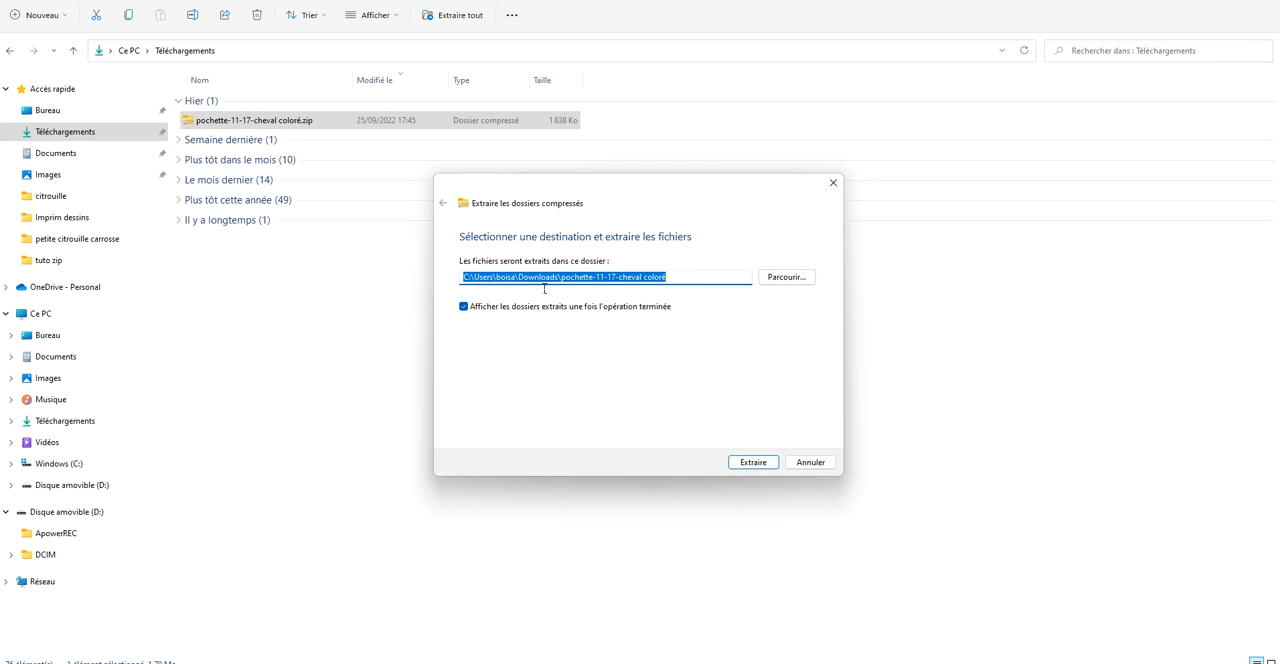 Nouveau
Trier
Afficher
Extraire tout
Ce PC > Téléchargements
Rechercher dans : Téléchargements
Nom
Modifié le
Type
Taille
Accès rapide
Bureau
Téléchargements
Documents
Images
citrouille
Imprim dessins
petite citrouille carrosse
tuto zip
OneDrive - Personal
Ce PC
Bureau
Documents
Images
Musique
Téléchargements
Vidéos
Windows (C:)
Disque amovible (D:)
Disque amovible (D:)
ApowerREC
DCIM
Réseau
Hier (1)
pochette-11-17-cheval coloré.zip 25/09/2022 17:45 Dossier compressé 1 838 Ko
Semaine dernière (1)
Plus tôt dans le mois (10)
Le mois dernier (14)
Plus tôt cette année (49)
Il y a longtemps (1)
Extraire les dossiers compressés
Sélectionner une destination et extraire les fichiers
Les fichiers seront extraits dans ce dossier :
C:\Users\boisa\Downloads\pochette-11-17-cheval coloré
Parcourir...
Afficher les dossiers extraits une fois l'opération terminée
Extraire
Annuler